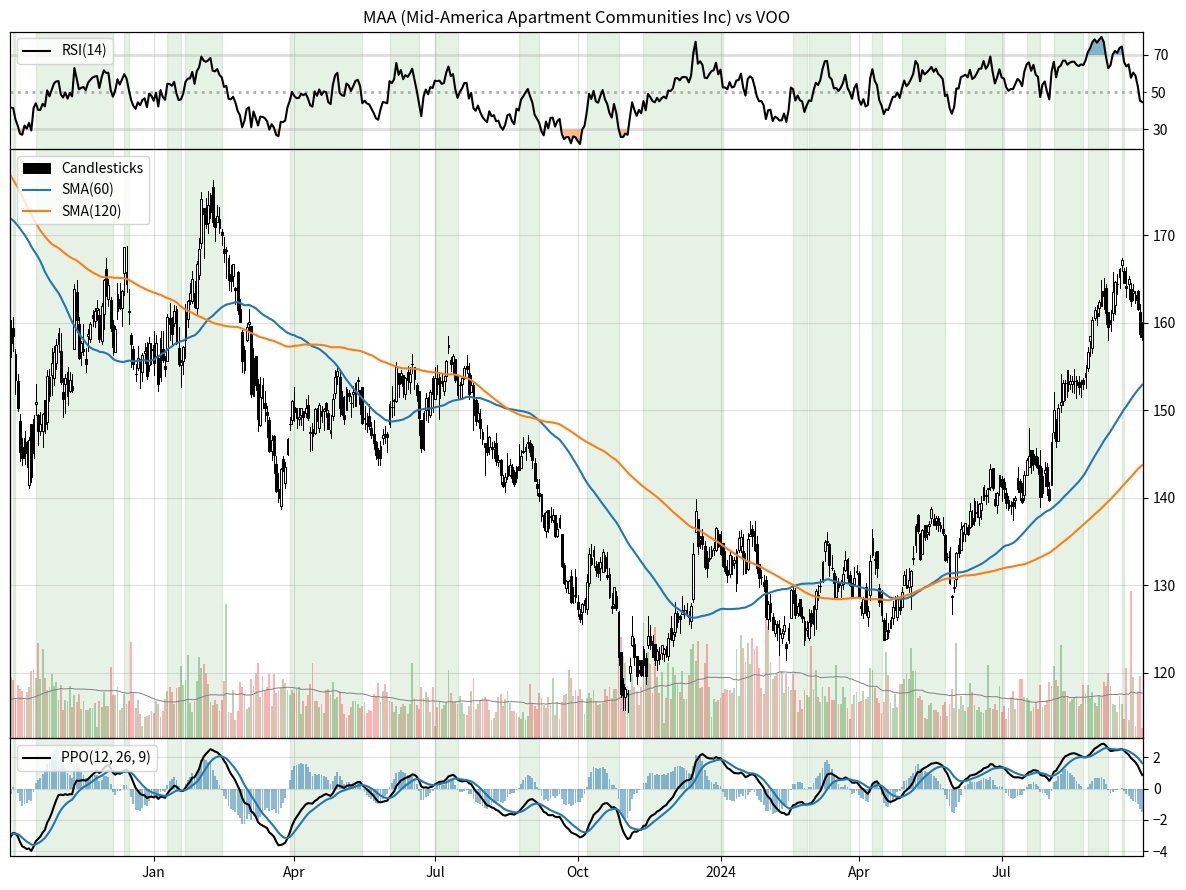 MAA (Mid-America Apartment Communities Inc) vs VOO
RSI(14)
70
50
30
Candlesticks
SMA(60)
SMA(120)
170
160
150
140
130
120
PPO(12, 26, 9)
2
0
−2
−4
Jan
Apr
Jul
Oct
2024
Apr
Jul